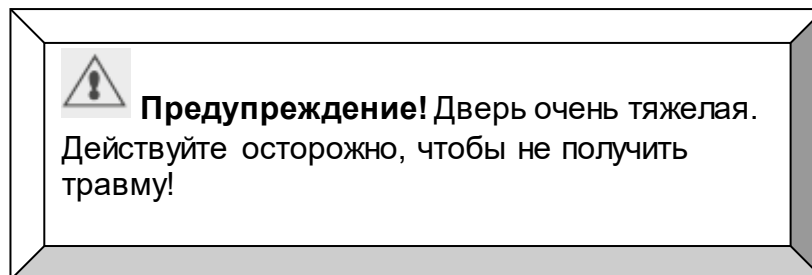 Предупреждение! Дверь очень тяжелая.
Действуйте осторожно, чтобы не получить
травму!